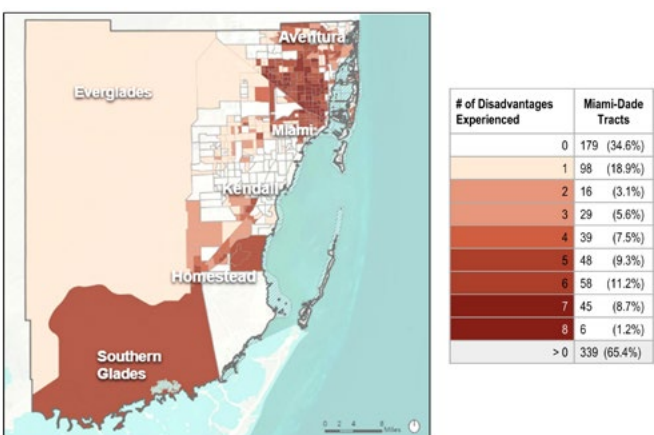 Aventura
Everglades
Miami
Kendall
Homestead
Southern
Glades
0 2 4 8
Miles
# of Disadvantages
Experienced
Miami-Dade
Tracts
0 179 (34.6%)
1 98 (18.9%)
2 16 (3.1%)
3 29 (5.6%)
4 39 (7.5%)
5 48 (9.3%)
6 58 (11.2%)
7 45 (8.7%)
8 6 (1.2%)
> 0 339 (65.4%)